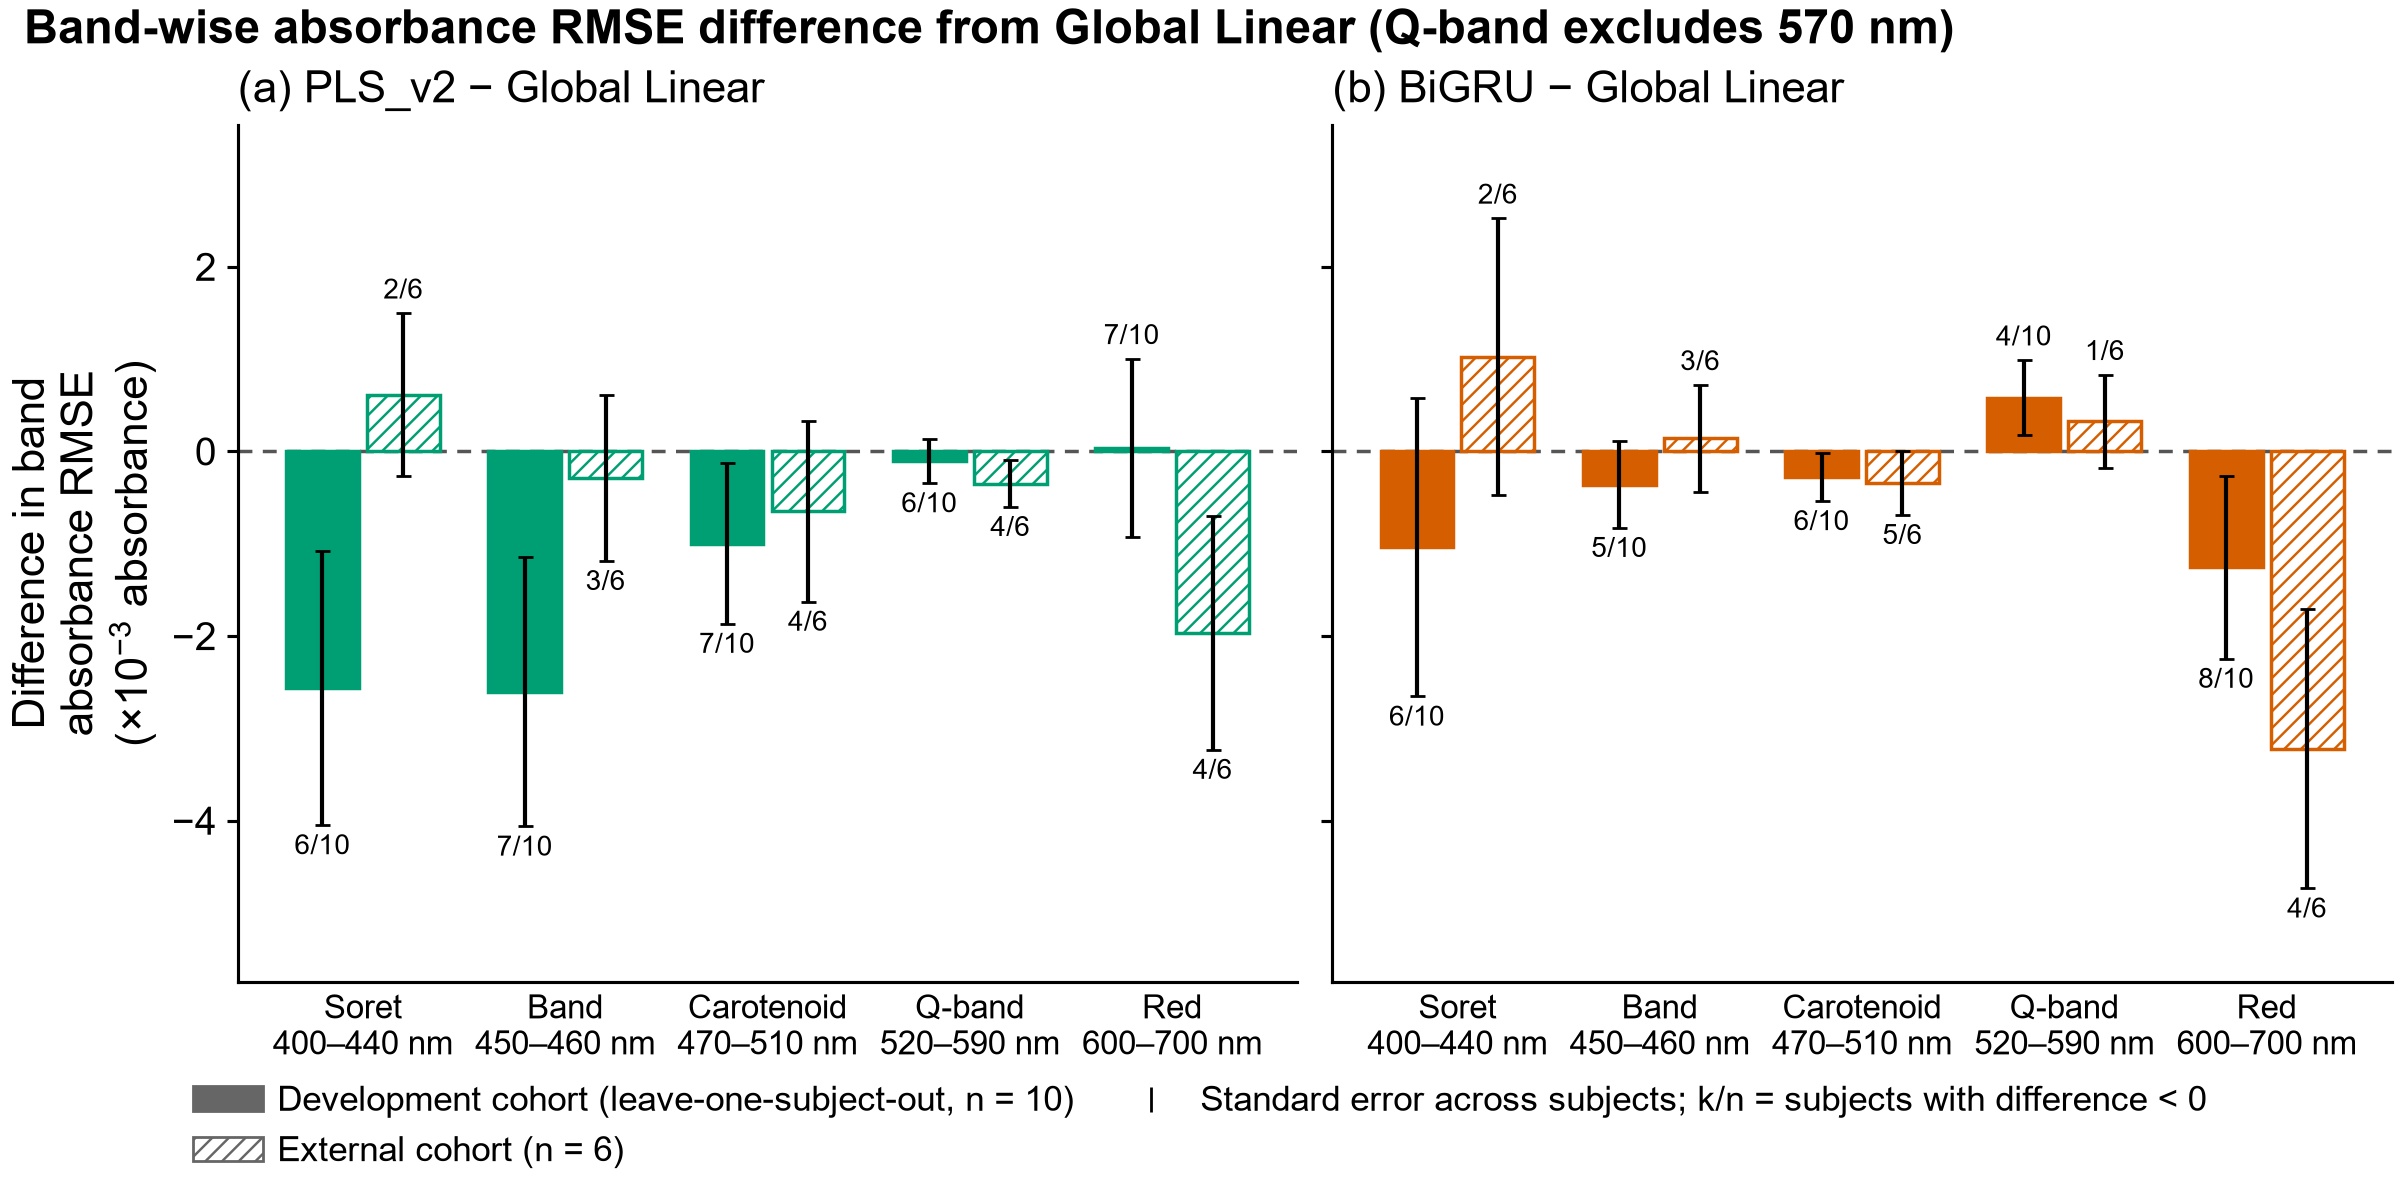 Band-wise absorbance RMSE difference from Global Linear (Q-band excludes 570 nm)
(a) PLS_v2 − Global Linear
(b) BiGRU − Global Linear
Difference in band
absorbance RMSE
(×10⁻³ absorbance)
2
0
−2
−4
2/6
6/10
7/10
3/6
7/10
4/6
6/10
4/6
7/10
4/6
2/6
6/10
3/6
5/10
6/10
5/6
4/10
1/6
8/10
4/6
Soret
400–440 nm
Band
450–460 nm
Carotenoid
470–510 nm
Q-band
520–590 nm
Red
600–700 nm
Soret
400–440 nm
Band
450–460 nm
Carotenoid
470–510 nm
Q-band
520–590 nm
Red
600–700 nm
Development cohort (leave-one-subject-out, n = 10)
Standard error across subjects; k/n = subjects with difference < 0
External cohort (n = 6)